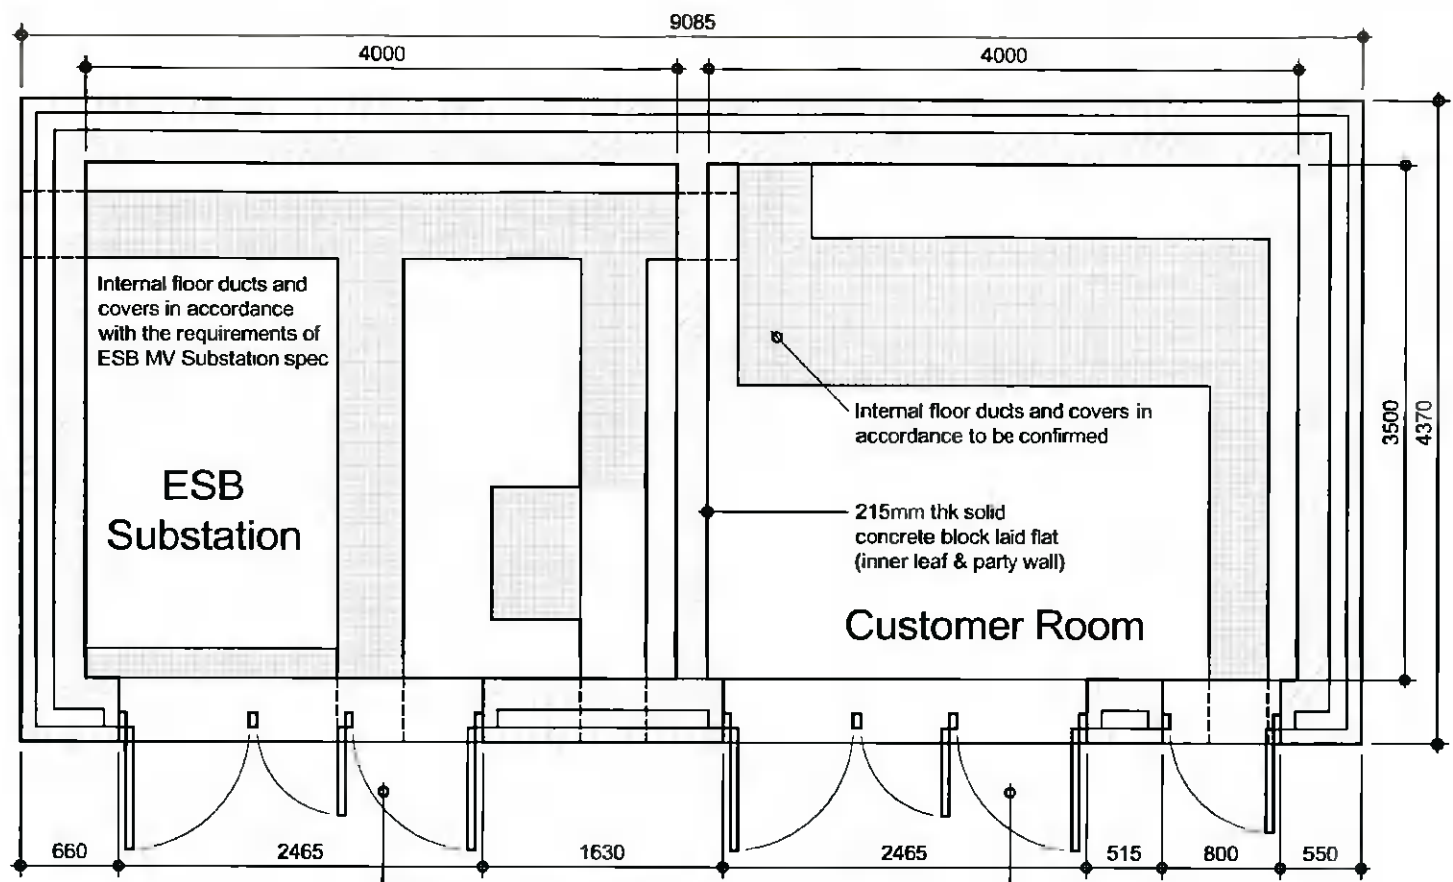 9085
4000
4000
Internal floor ducts and
covers in accordance
with the requirements of
ESB MV Substation spec
Internal floor ducts and covers in
accordance to be confirmed
3500
4370
ESB
Substation
215mm thk solid
concrete block laid flat
(inner leaf & party wall)
Customer Room
660
2465
1630
2465
515
800
550